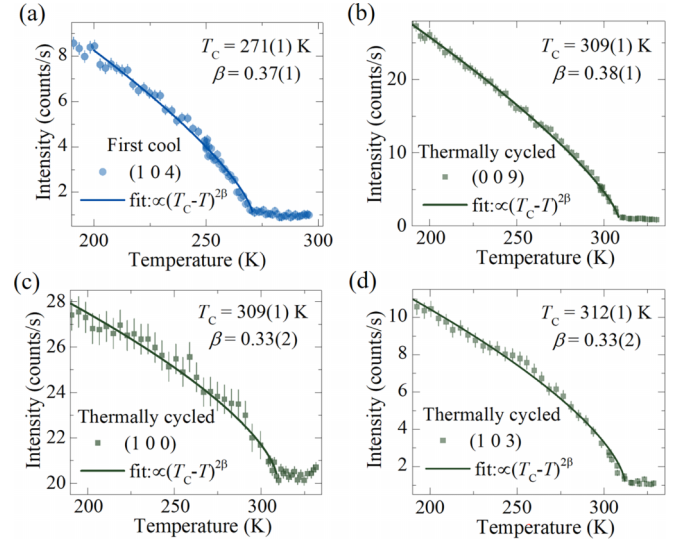 (a)
T_C = 271(1) K
β = 0.37(1)
First cool
(1 0 4)
fit:∝(T_C-T)^2β
Intensity (counts/s)
8
6
4
2
200
250
300
Temperature (K)
(b)
T_C = 309(1) K
β = 0.38(1)
Thermally cycled
(0 0 9)
fit:∝(T_C-T)^2β
Intensity (counts/s)
20
10
0
200
250
300
Temperature (K)
(c)
T_C = 309(1) K
β = 0.33(2)
Thermally cycled
(1 0 0)
fit:∝(T_C-T)^2β
Intensity (counts/s)
28
26
24
22
20
200
250
300
Temperature (K)
(d)
T_C = 312(1) K
β = 0.33(2)
Thermally cycled
(1 0 3)
fit:∝(T_C-T)^2β
Intensity (counts/s)
10
8
6
4
2
200
250
300
Temperature (K)